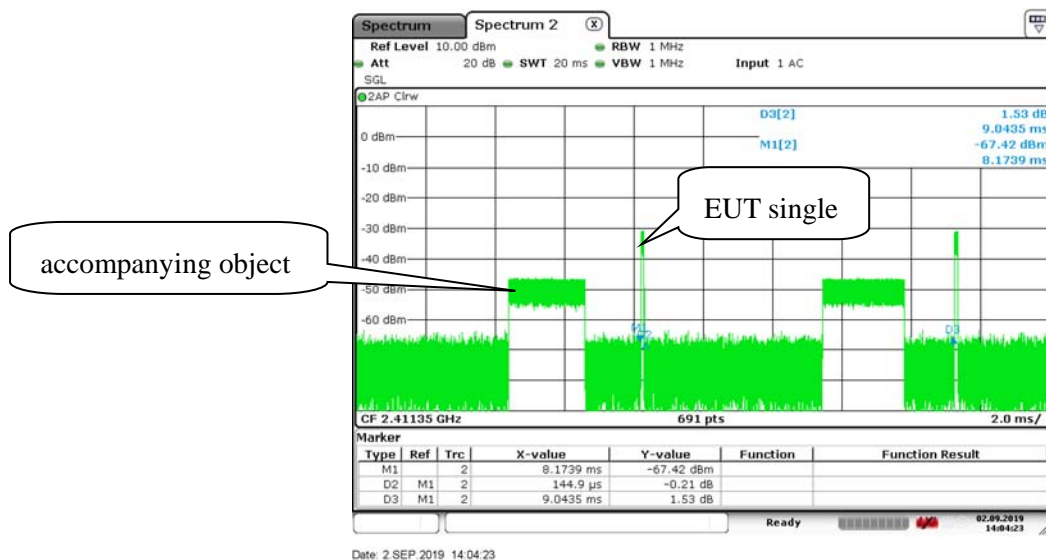 Spectrum Spectrum 2 X
Ref Level 10.00 dBm RBW 1 MHz
Att 20 dB SWT 20 ms VBW 1 MHz Input 1 AC
SGL
2AP Clrw
D3[2] 1.53 dB
9.0435 ms
M1[2] -67.42 dBm
8.1739 ms
0 dBm
-10 dBm
-20 dBm
-30 dBm
-40 dBm
-50 dBm
-60 dBm
EUT single
accompanying object
D3
CF 2.41135 GHz 691 pts 2.0 ms/
Marker
Type Ref Trc X-value Y-value Function Function Result
M1 2 8.1739 ms -67.42 dBm
D2 M1 2 144.9 µs -0.21 dB
D3 M1 2 9.0435 ms 1.53 dB
Ready 02.09.2019
14:04:23
Date: 2.SEP.2019 14:04:23